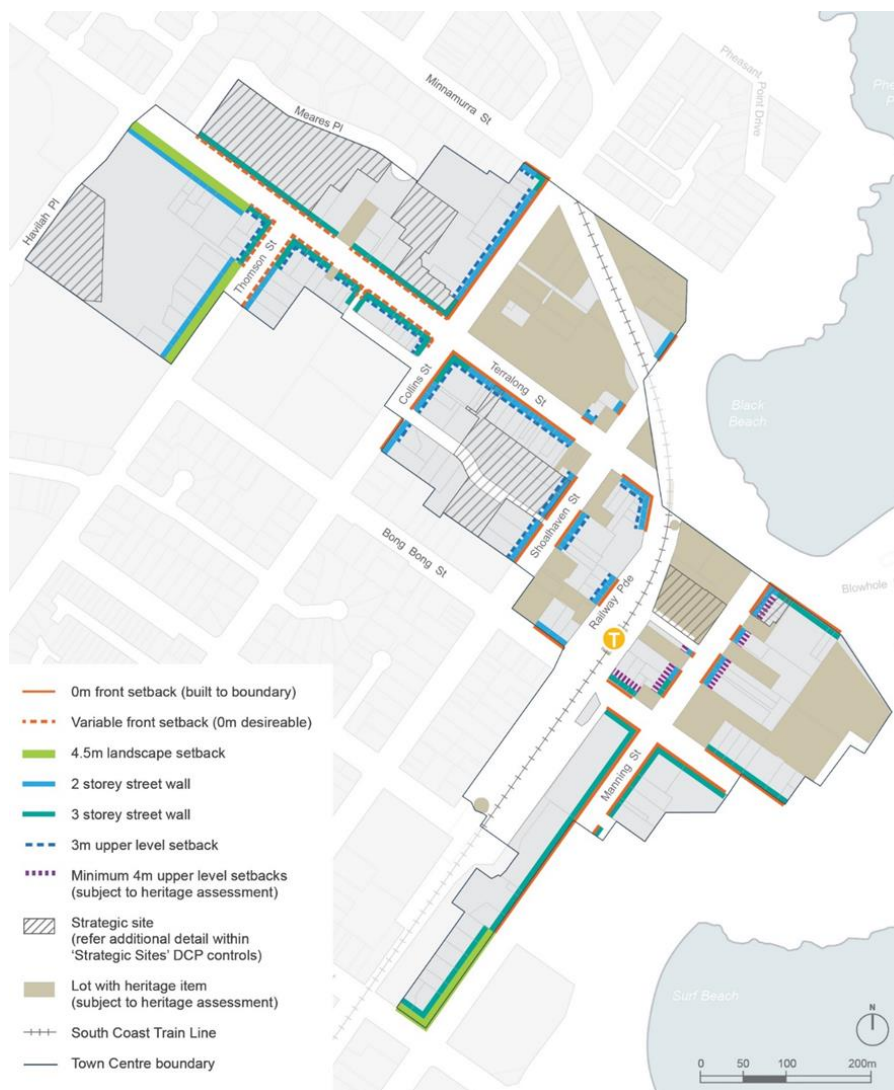 Minnamurra St
Pheasant
Point Drive
Meares Pl
Havilah Pl
Thomson St
Collins St
Terralong St
Black
Beach
Shoalhaven St
Bong Bong St
Railway Pde
Blowhole
T
Manning St
Surf Beach
0m front setback (built to boundary)
Variable front setback (0m desireable)
4.5m landscape setback
2 storey street wall
3 storey street wall
3m upper level setback
Minimum 4m upper level setbacks
(subject to heritage assessment)
Strategic site
(refer additional detail within
‘Strategic Sites’ DCP controls)
Lot with heritage item
(subject to heritage assessment)
South Coast Train Line
Town Centre boundary
N
0 50 100 200m